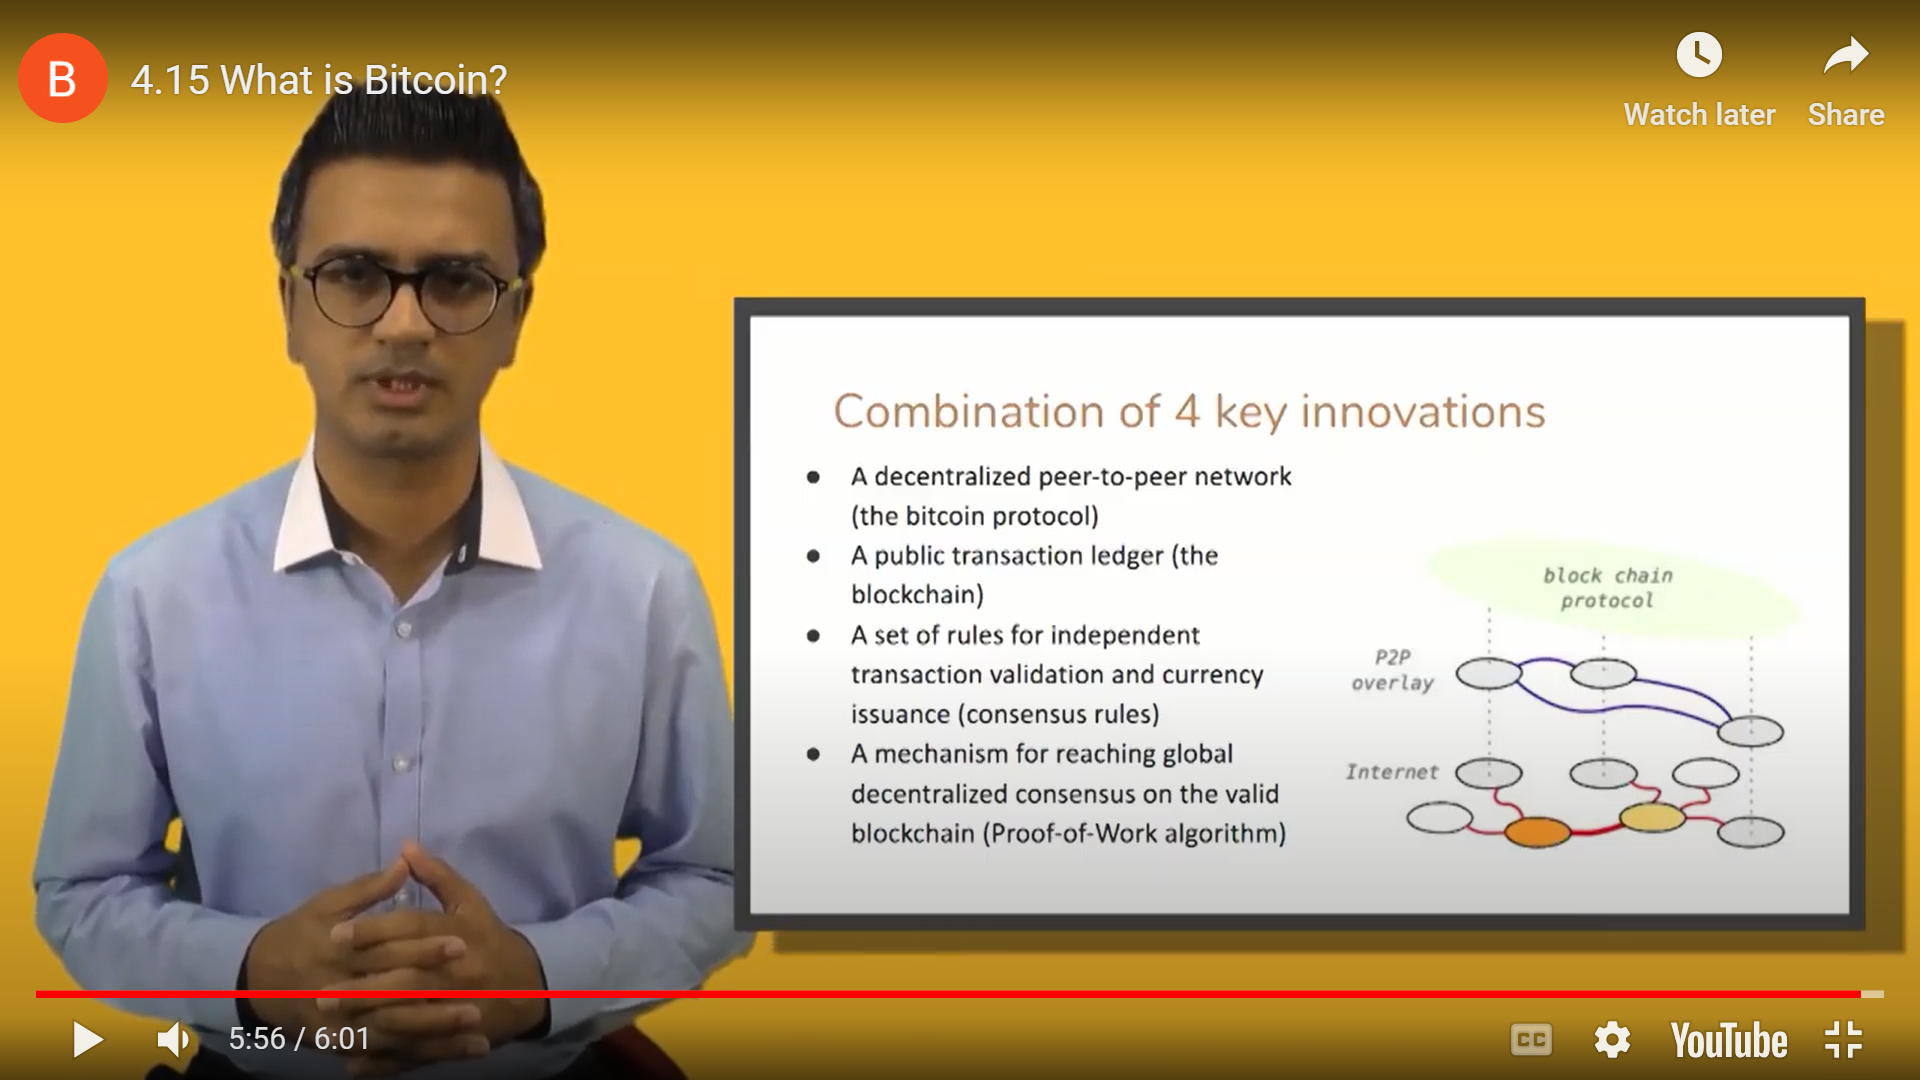 B
4.15 What is Bitcoin?
Watch later
Share
Combination of 4 key innovations
● A decentralized peer-to-peer network
(the bitcoin protocol)
● A public transaction ledger (the
blockchain)
● A set of rules for independent
transaction validation and currency
issuance (consensus rules)
● A mechanism for reaching global
decentralized consensus on the valid
blockchain (Proof-of-Work algorithm)
block chain
protocol
P2P
overlay
Internet
5:56 / 6:01
CC
YouTube